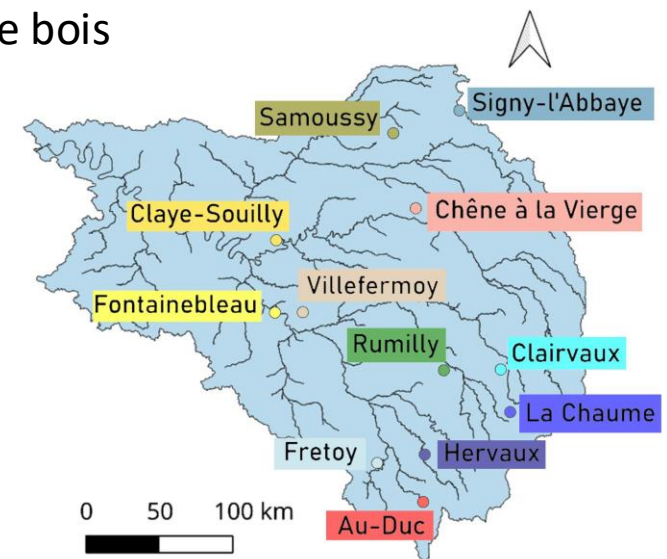 e bois
Signy-l'Abbaye
Samoussy
Chêne à la Vierge
Claye-Souilly
Villefermoy
Fontainebleau
Rumilly
Clairvaux
La Chaume
Fretoy
Hervaux
0 50 100 km
Au-Duc